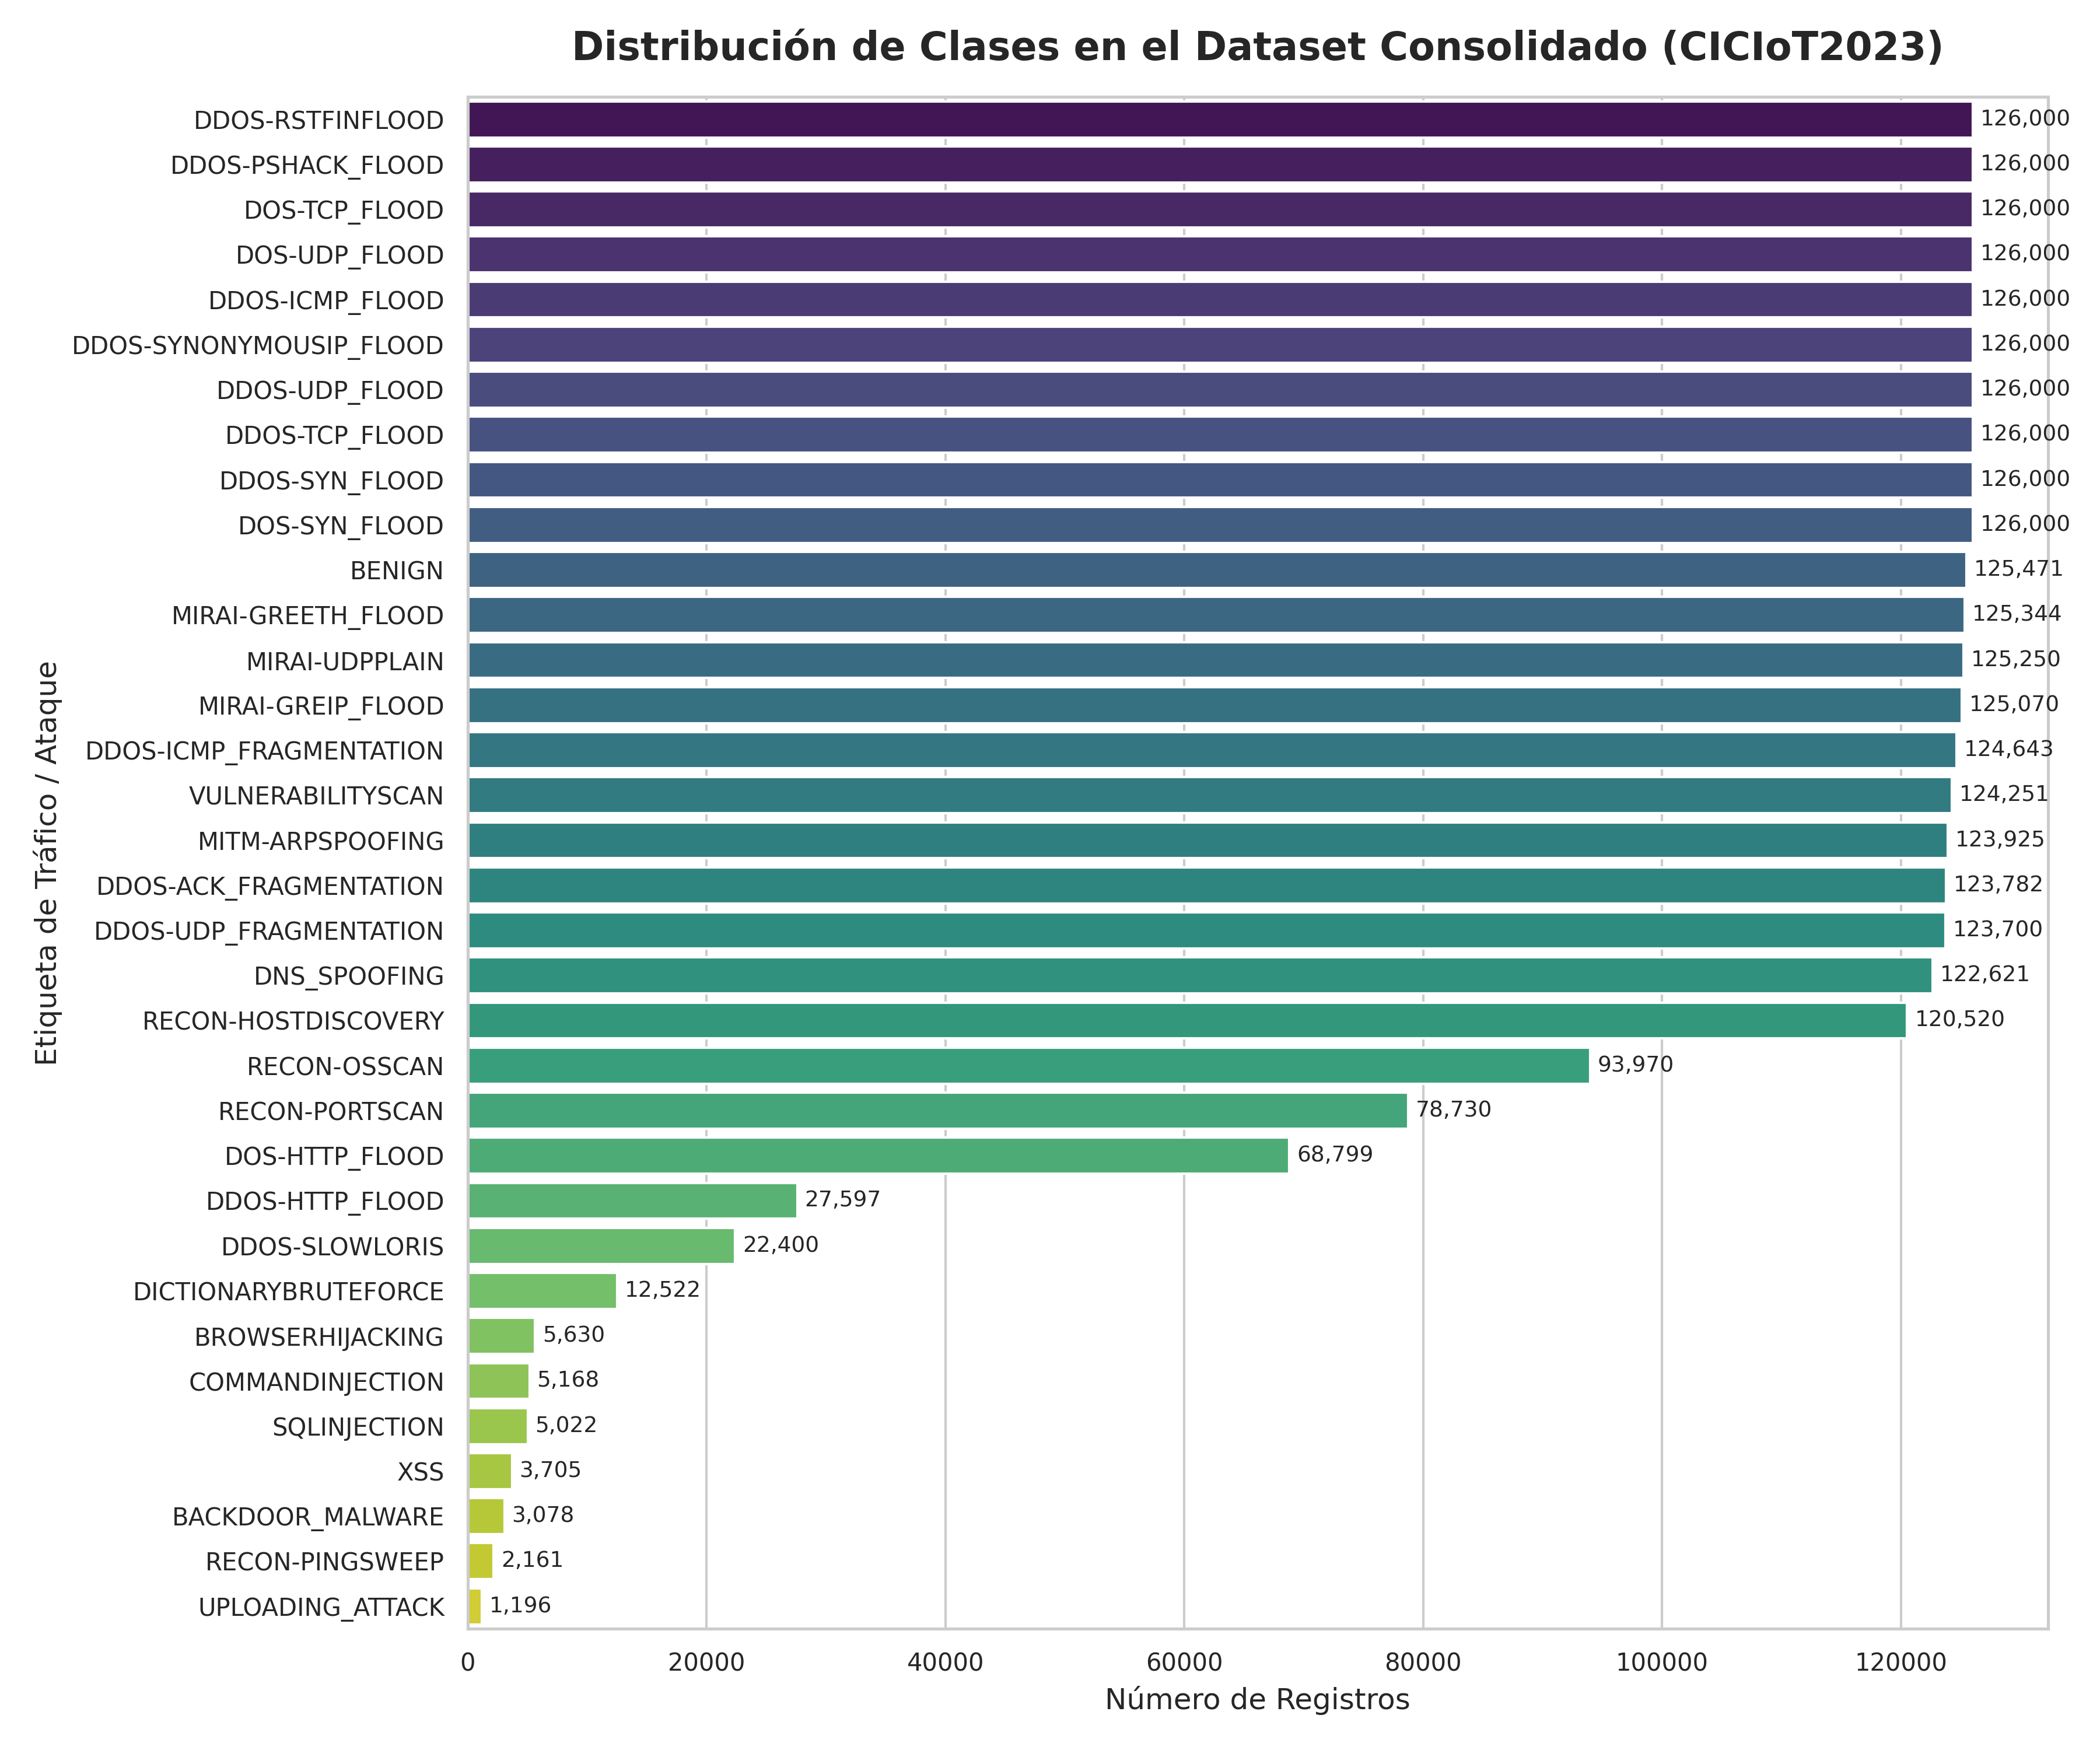 Distribución de Clases en el Dataset Consolidado (CICIoT2023)
Etiqueta de Tráfico / Ataque
DDOS-RSTFINFLOOD 126,000
DDOS-PSHACK_FLOOD 126,000
DOS-TCP_FLOOD 126,000
DOS-UDP_FLOOD 126,000
DDOS-ICMP_FLOOD 126,000
DDOS-SYNONYMOUSIP_FLOOD 126,000
DDOS-UDP_FLOOD 126,000
DDOS-TCP_FLOOD 126,000
DDOS-SYN_FLOOD 126,000
DOS-SYN_FLOOD 126,000
BENIGN 125,471
MIRAI-GREETH_FLOOD 125,344
MIRAI-UDPPLAIN 125,250
MIRAI-GREIP_FLOOD 125,070
DDOS-ICMP_FRAGMENTATION 124,643
VULNERABILITYSCAN 124,251
MITM-ARPSPOOFING 123,925
DDOS-ACK_FRAGMENTATION 123,782
DDOS-UDP_FRAGMENTATION 123,700
DNS_SPOOFING 122,621
RECON-HOSTDISCOVERY 120,520
RECON-OSSCAN 93,970
RECON-PORTSCAN 78,730
DOS-HTTP_FLOOD 68,799
DDOS-HTTP_FLOOD 27,597
DDOS-SLOWLORIS 22,400
DICTIONARYBRUTEFORCE 12,522
BROWSERHIJACKING 5,630
COMMANDINJECTION 5,168
SQLINJECTION 5,022
XSS 3,705
BACKDOOR_MALWARE 3,078
RECON-PINGSWEEP 2,161
UPLOADING_ATTACK 1,196
0 20000 40000 60000 80000 100000 120000
Número de Registros